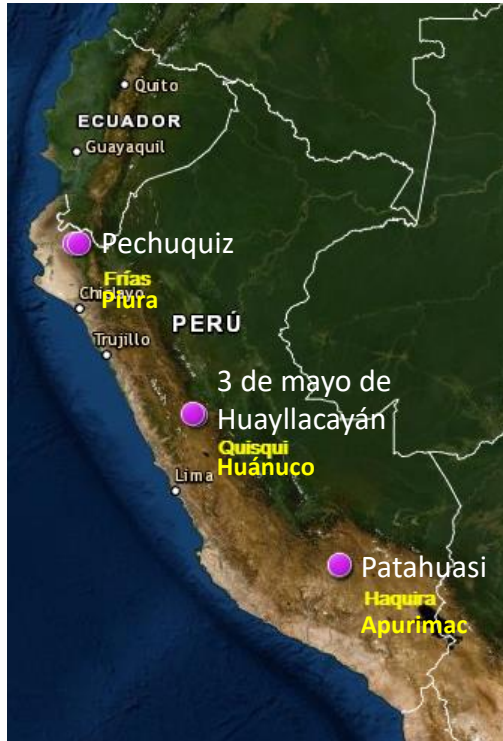 Quito
ECUADOR
Guayaquil
Pechuquiz
Frías
Chiclayo
Piura
PERÚ
Trujillo
3 de mayo de
Huayllacayán
Quisqui
Huánuco
Lima
Patahuasi
Haquira
Apurimac